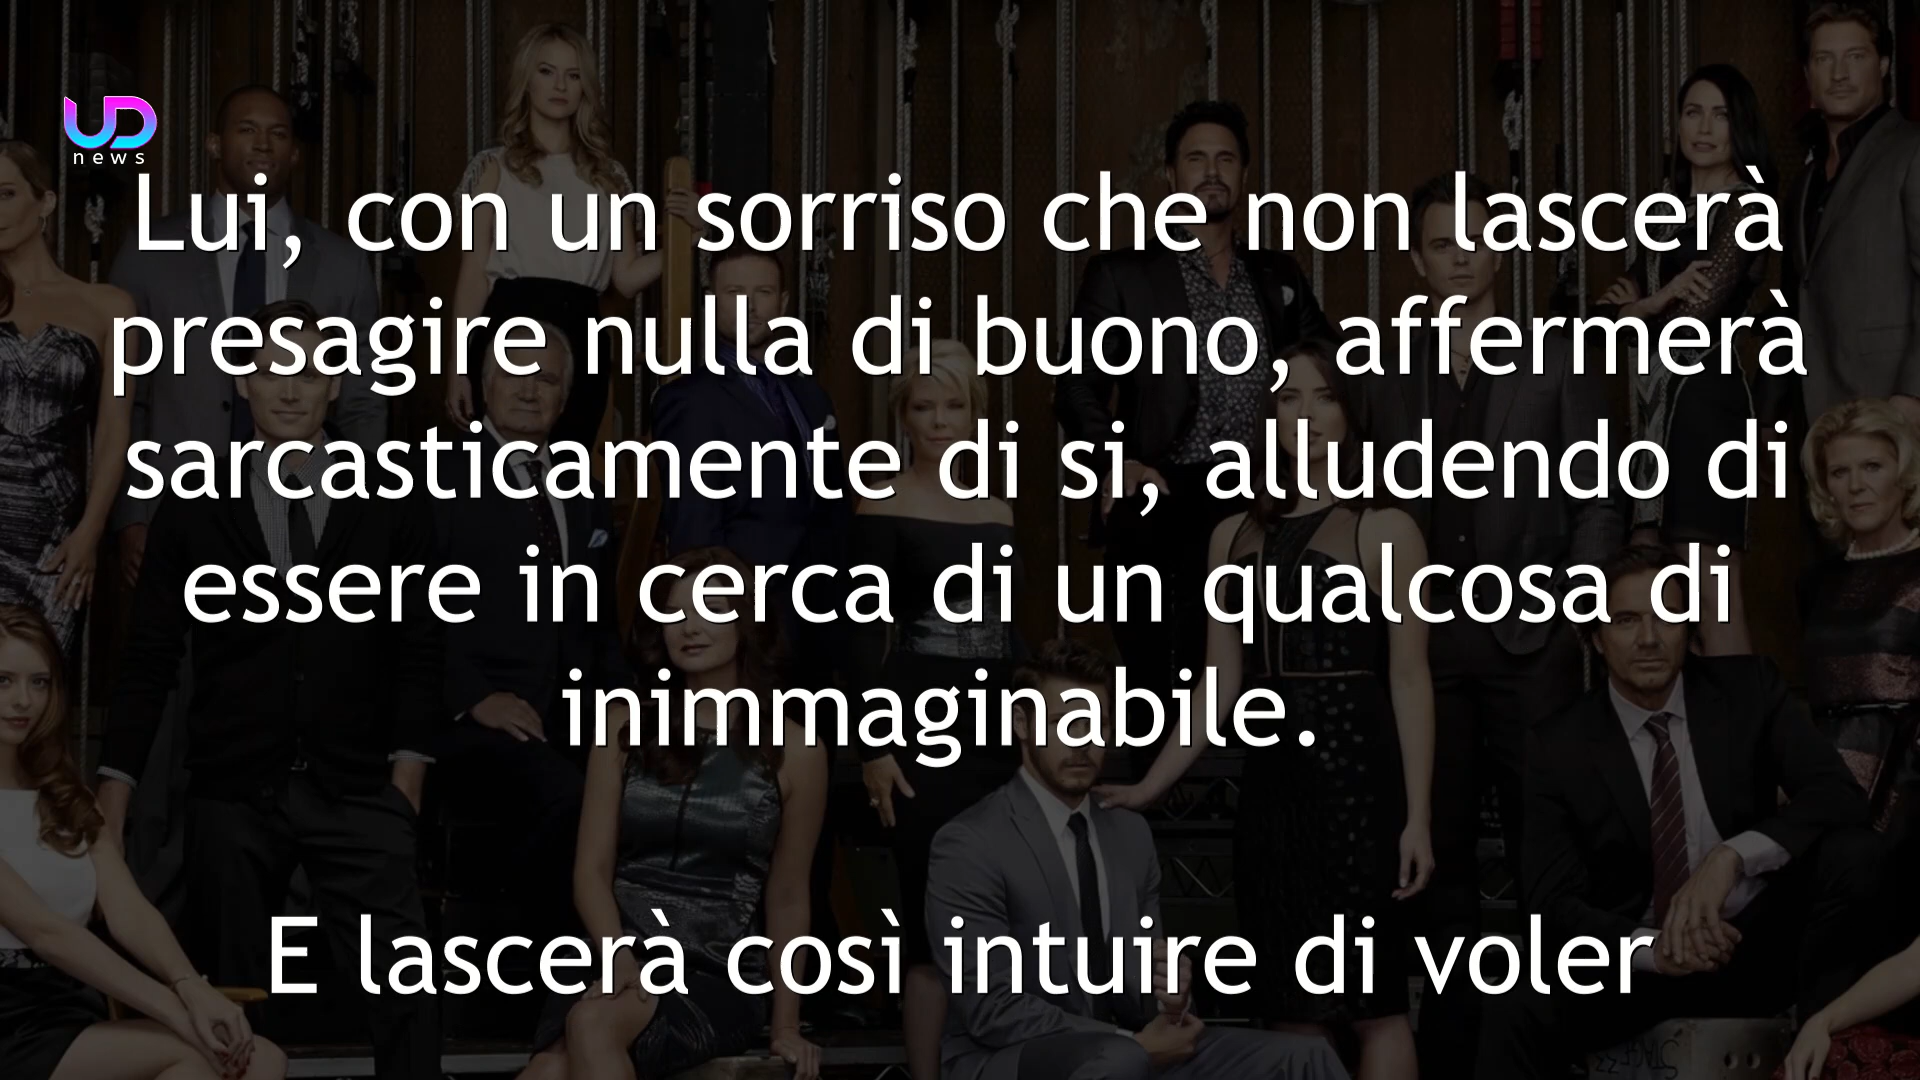 UD
news
Lui, con un sorriso che non lascerà
presagire nulla di buono, affermerà
sarcasticamente di si, alludendo di
essere in cerca di un qualcosa di
inimmaginabile.
E lascerà così intuire di voler